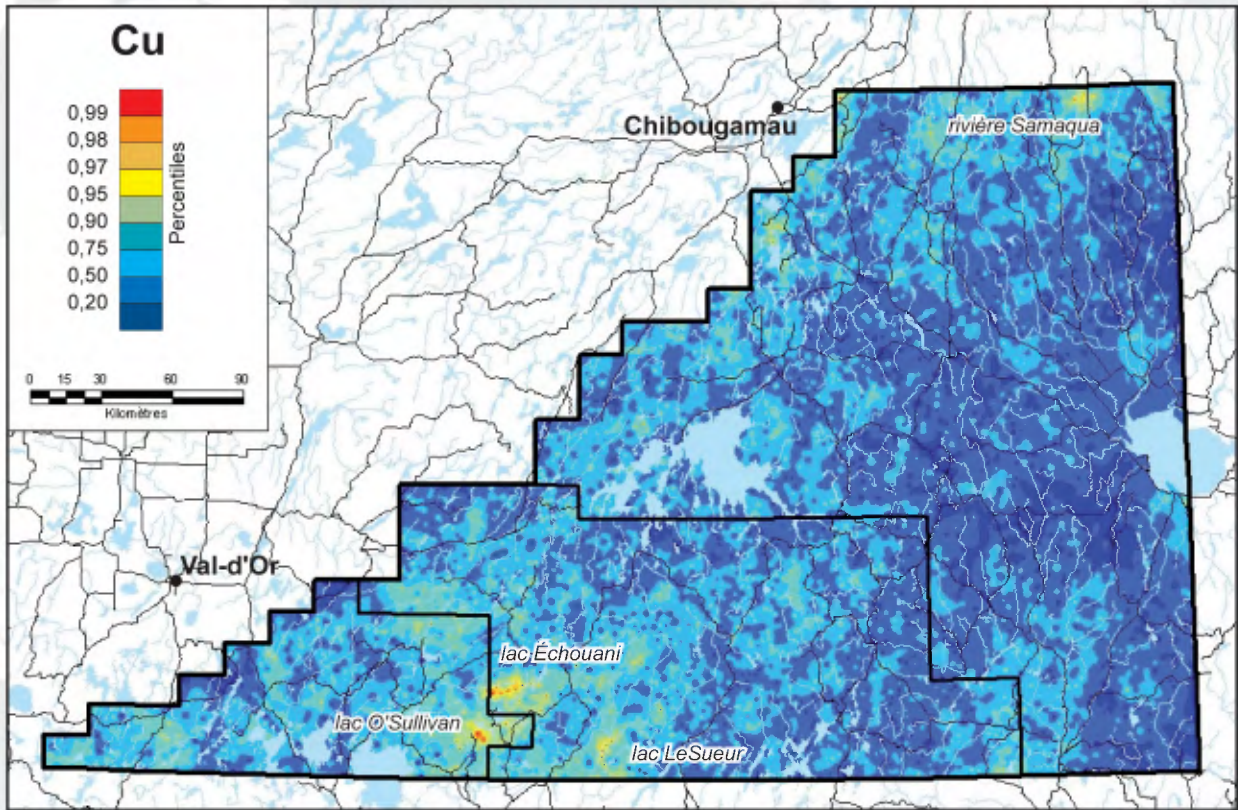 Cu
0,99
0,98
0,97
0,95
0,90
0,75
0,50
0,20
Percentiles
0 15 30 60 90
Kilomètres
Chibougamau
rivière Samaqua
Val-d'Or
lac Échouani
lac O'Sullivan
lac LeSueur